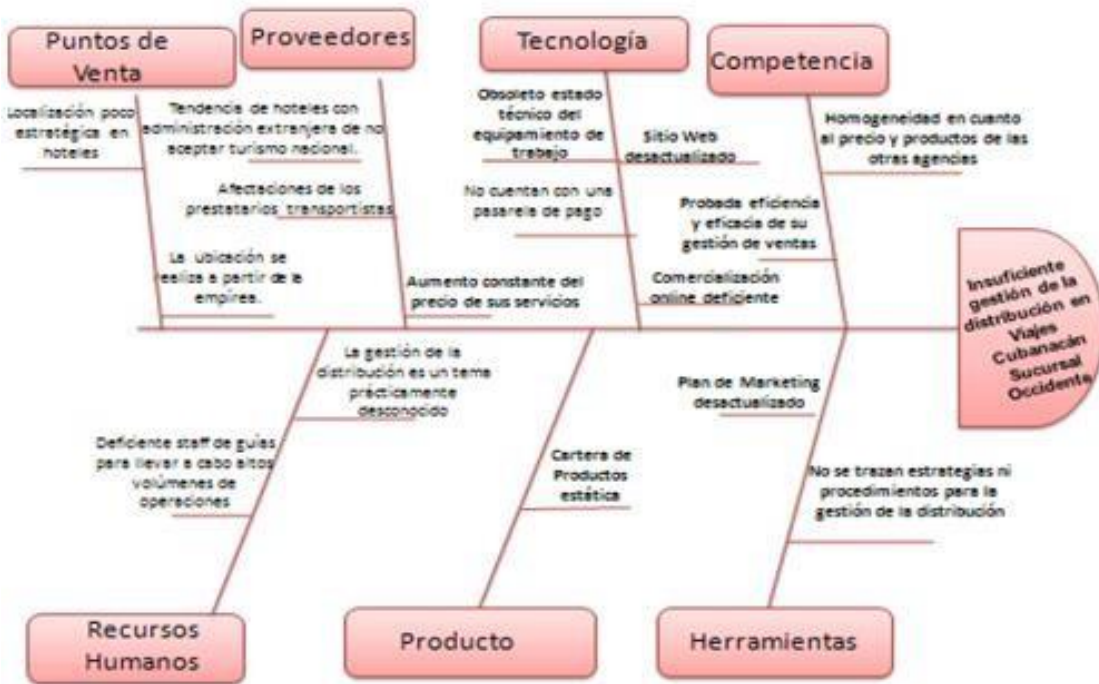 Puntos de
Venta
Proveedores
Tecnología
Competencia
Localización poco
estratégica en
hoteles
La ubicación se
realiza a partir de la
empirea.
Tendencia de hoteles con
administración extranjera de no
aceptar turismo nacional.
Afectaciones de los
prestatarios transportistas
Aumento constante del
precio de sus servicios
Obsoleto estado
técnico del
equipamiento de
trabajo
Sitio Web
desactualizado
No cuentan con una
pasarela de pago
Comercialización
online deficiente
Homogeneidad en cuanto
al precio y productos de las
otras agencias
Probada eficiencia
y eficacia de su
gestión de ventas
Insuficiente
gestión de la
distribución en
Viajes
Cubanacán
Sucursal
Occidente
La gestión de la
distribución es un tema
prácticamente
desconocido
Deficiente staff de guías
para llevar a cabo altos
volúmenes de
operaciones
Cartera de
Productos
estática
Plan de Marketing
desactualizado
No se trazan estrategias ni
procedimientos para la
gestión de la distribución
Recursos
Humanos
Producto
Herramientas